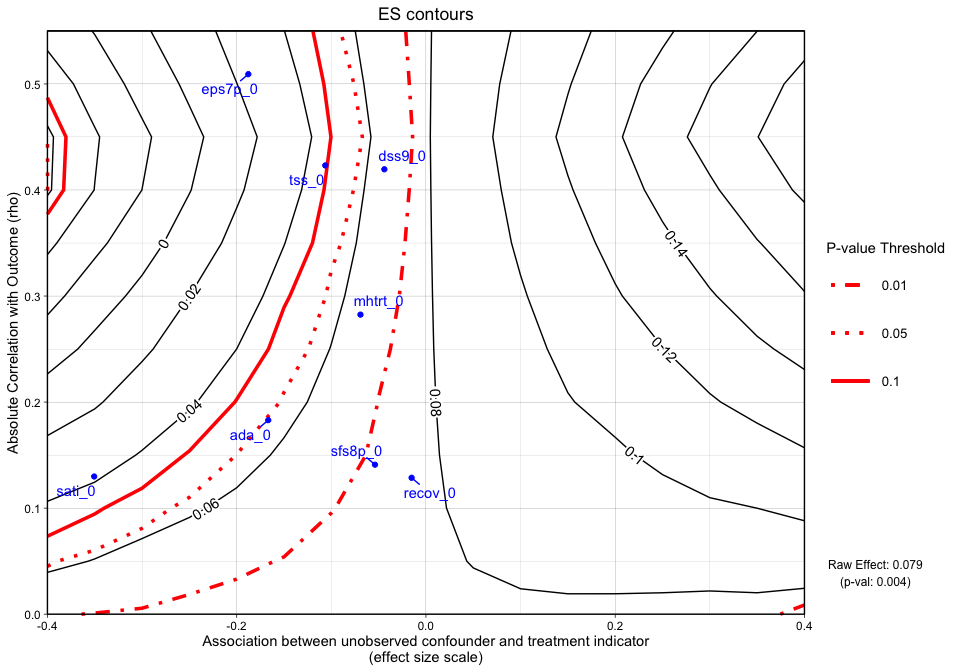 ES contours
Absolute Correlation with Outcome (rho)
0.5
0.4
0.3
0.2
0.1
0.0
eps7p_0
dss9_0
tss_0
mhtrt_0
ada_0
sfs8p_0
sati_0
recov_0
0
0.02
0.04
0.06
0.08
0.1
0.12
0.14
-0.4
-0.2
0.0
0.2
0.4
Association between unobserved confounder and treatment indicator
(effect size scale)
P-value Threshold
0.01
0.05
0.1
Raw Effect: 0.079
(p-val: 0.004)